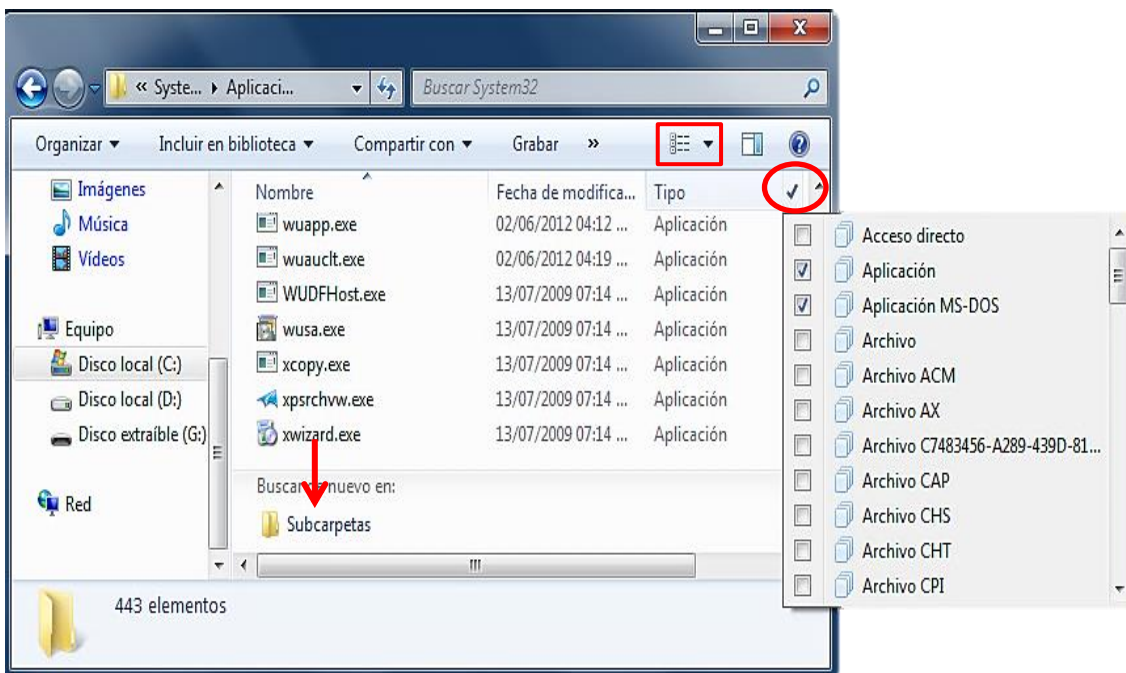 « Syste... Aplicaci... Buscar System32
Organizar Incluir en biblioteca Compartir con Grabar »
Imágenes
Música
Vídeos
Equipo
Disco local (C:)
Disco local (D:)
Disco extraíble (G:)
Red
Nombre Fecha de modifica... Tipo
wuapp.exe 02/06/2012 04:12 ... Aplicación
wuauclt.exe 02/06/2012 04:19 ... Aplicación
WUDFHost.exe 13/07/2009 07:14 ... Aplicación
wusa.exe 13/07/2009 07:14 ... Aplicación
xcopy.exe 13/07/2009 07:14 ... Aplicación
xpsrchvw.exe 13/07/2009 07:14 ... Aplicación
xwizard.exe 13/07/2009 07:14 ... Aplicación
Buscar de nuevo en:
Subcarpetas
Acceso directo
Aplicación
Aplicación MS-DOS
Archivo
Archivo ACM
Archivo AX
Archivo C7483456-A289-439D-81...
Archivo CAP
Archivo CHS
Archivo CHT
Archivo CPI
443 elementos